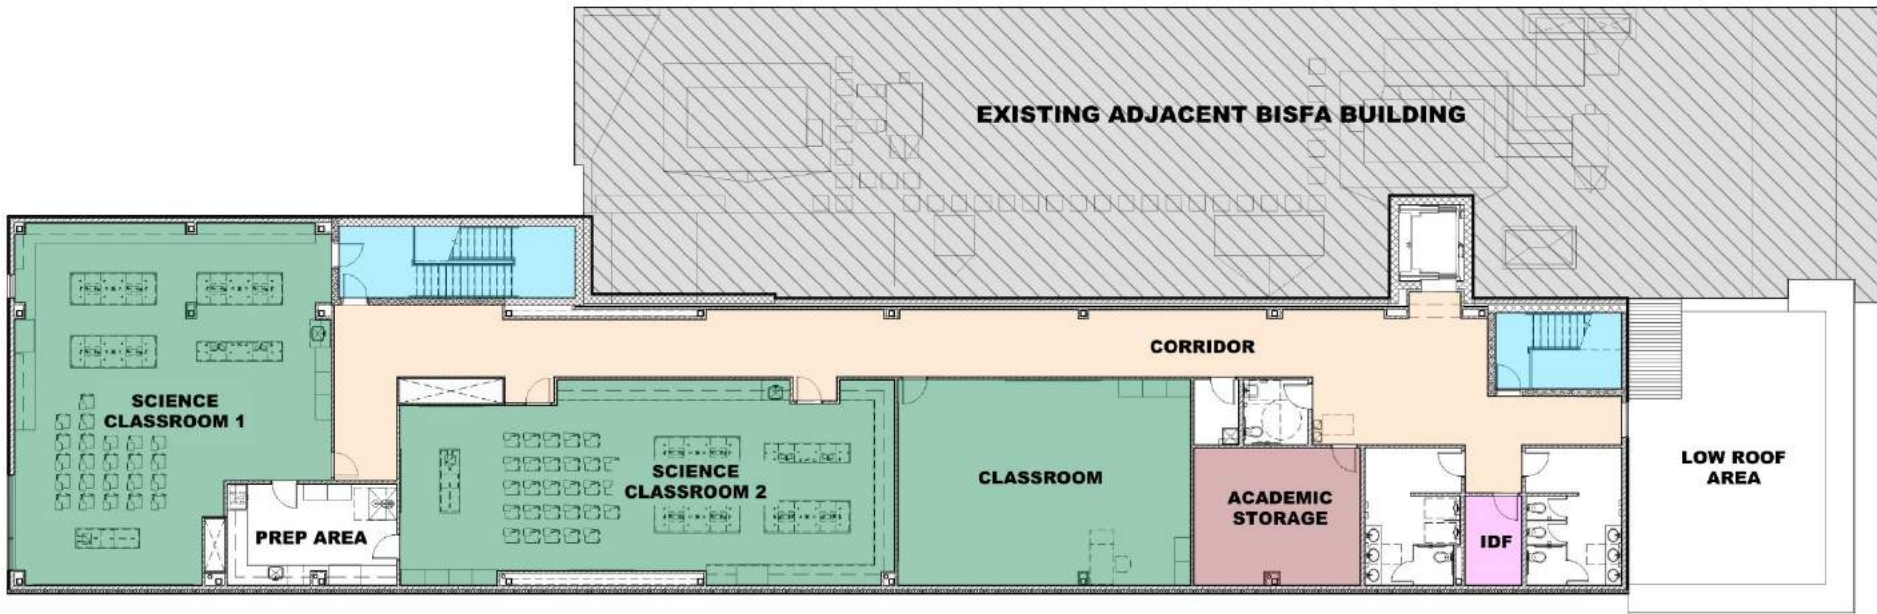 EXISTING ADJACENT BISFA BUILDING
CORRIDOR
SCIENCE
CLASSROOM 1
SCIENCE
CLASSROOM 2
CLASSROOM
ACADEMIC
STORAGE
LOW ROOF
AREA
PREP AREA
IDF